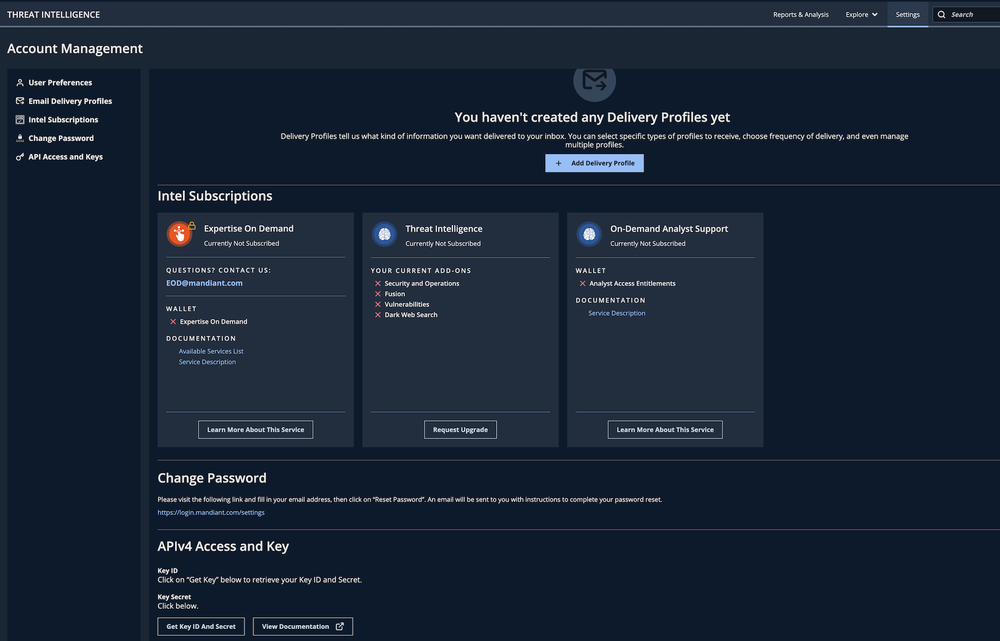 THREAT INTELLIGENCE
Reports & Analysis
Explore
Settings
Search
Account Management
User Preferences
Email Delivery Profiles
Intel Subscriptions
Change Password
API Access and Keys
You haven't created any Delivery Profiles yet
Delivery Profiles tell us what kind of information you want delivered to your inbox. You can select specific types of profiles to receive, choose frequency of delivery, and even manage
multiple profiles.
+ Add Delivery Profile
Intel Subscriptions
Expertise On Demand
Currently Not Subscribed
QUESTIONS? CONTACT US:
EOD@mandiant.com
WALLET
Expertise On Demand
DOCUMENTATION
Available Services List
Service Description
Learn More About This Service
Threat Intelligence
Currently Not Subscribed
YOUR CURRENT ADD-ONS
Security and Operations
Fusion
Vulnerabilities
Dark Web Search
Request Upgrade
On-Demand Analyst Support
Currently Not Subscribed
WALLET
Analyst Access Entitlements
DOCUMENTATION
Service Description
Learn More About This Service
Change Password
Please visit the following link and fill in your email address, then click on "Reset Password". An email will be sent to you with instructions to complete your password reset.
https://login.mandiant.com/settings
APIv4 Access and Key
Key ID
Click on "Get Key" below to retrieve your Key ID and Secret.
Key Secret
Click below.
Get Key ID And Secret
View Documentation